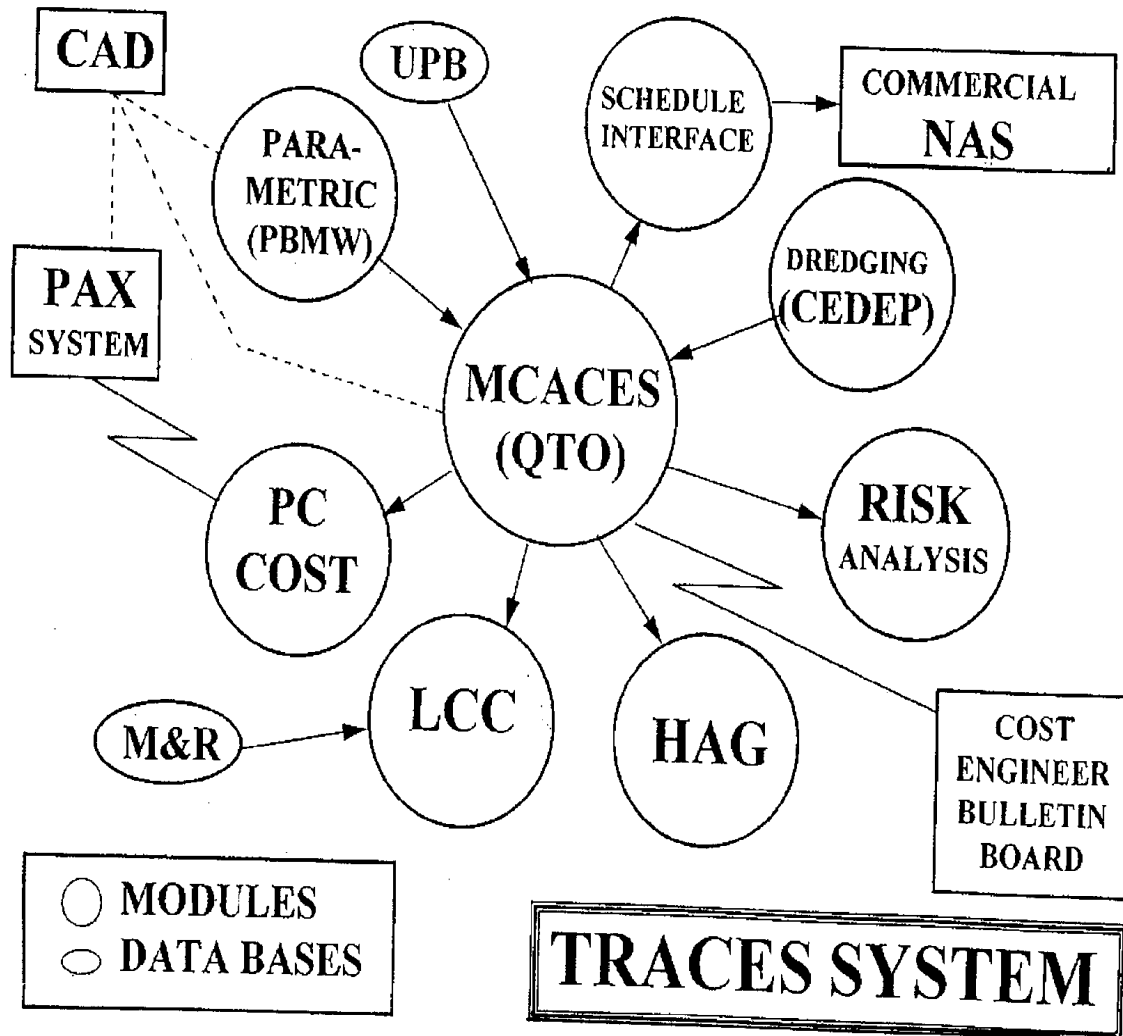 CAD
UPB
SCHEDULE
INTERFACE
COMMERCIAL
NAS
PARA-
METRIC
(PBMW)
DREDGING
(CEDEP)
PAX
SYSTEM
MCACES
(QTO)
PC
COST
RISK
ANALYSIS
LCC
HAG
M&R
COST
ENGINEER
BULLETIN
BOARD
MODULES
DATA BASES
TRACES SYSTEM